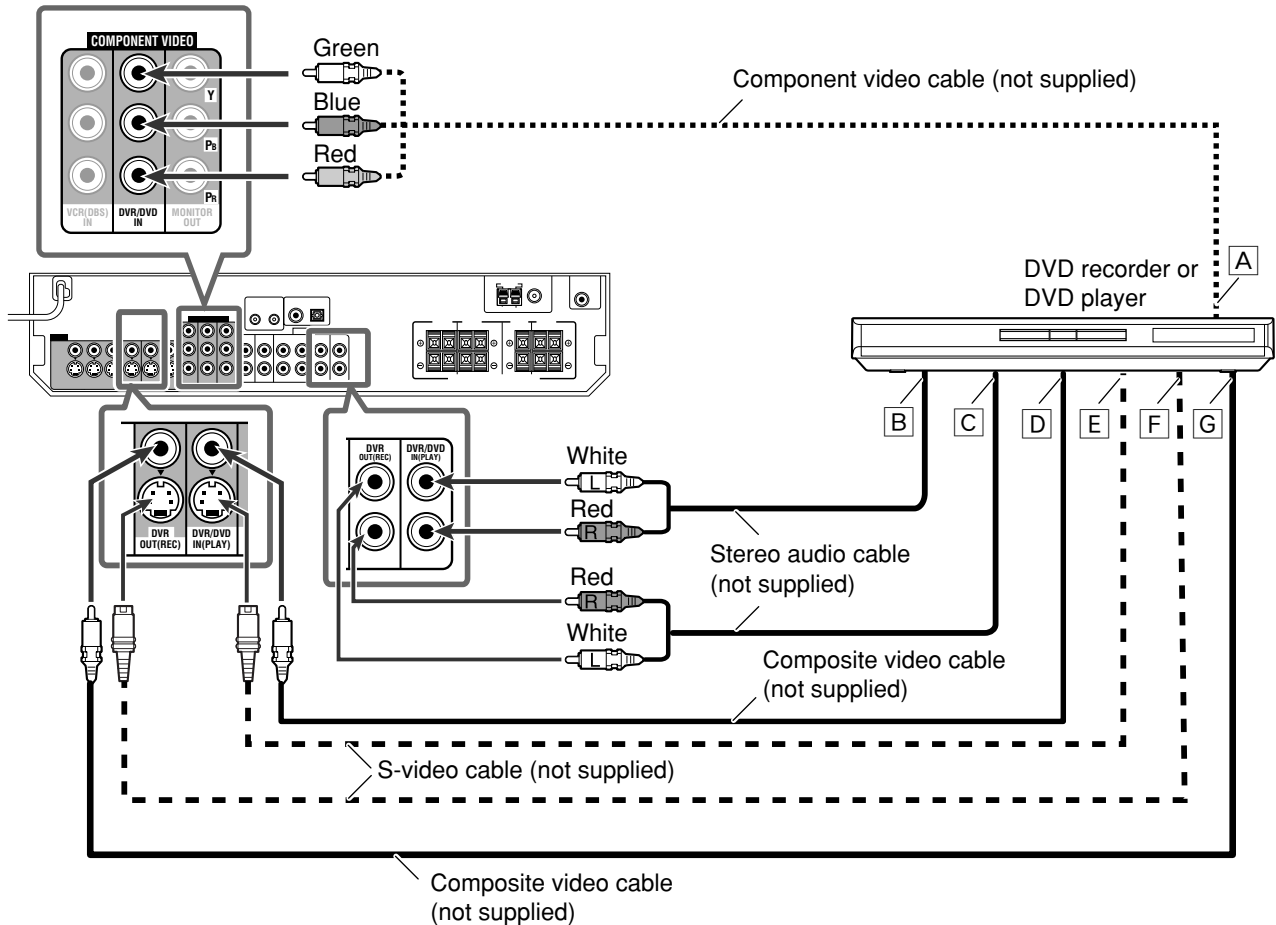 COMPONENT VIDEO
Y
PB
PR
VCR(DBS)
IN
DVR/DVD
IN
MONITOR
OUT
Green
Blue
Red
Component video cable (not supplied)
DVD recorder or
DVD player
A
B
C
D
E
F
G
DVR
OUT(REC)
DVR/DVD
IN(PLAY)
DVR
OUT(REC)
DVR/DVD
IN(PLAY)
White
L
Red
R
Stereo audio cable
(not supplied)
Red
R
White
L
Composite video cable
(not supplied)
S-video cable (not supplied)
Composite video cable
(not supplied)